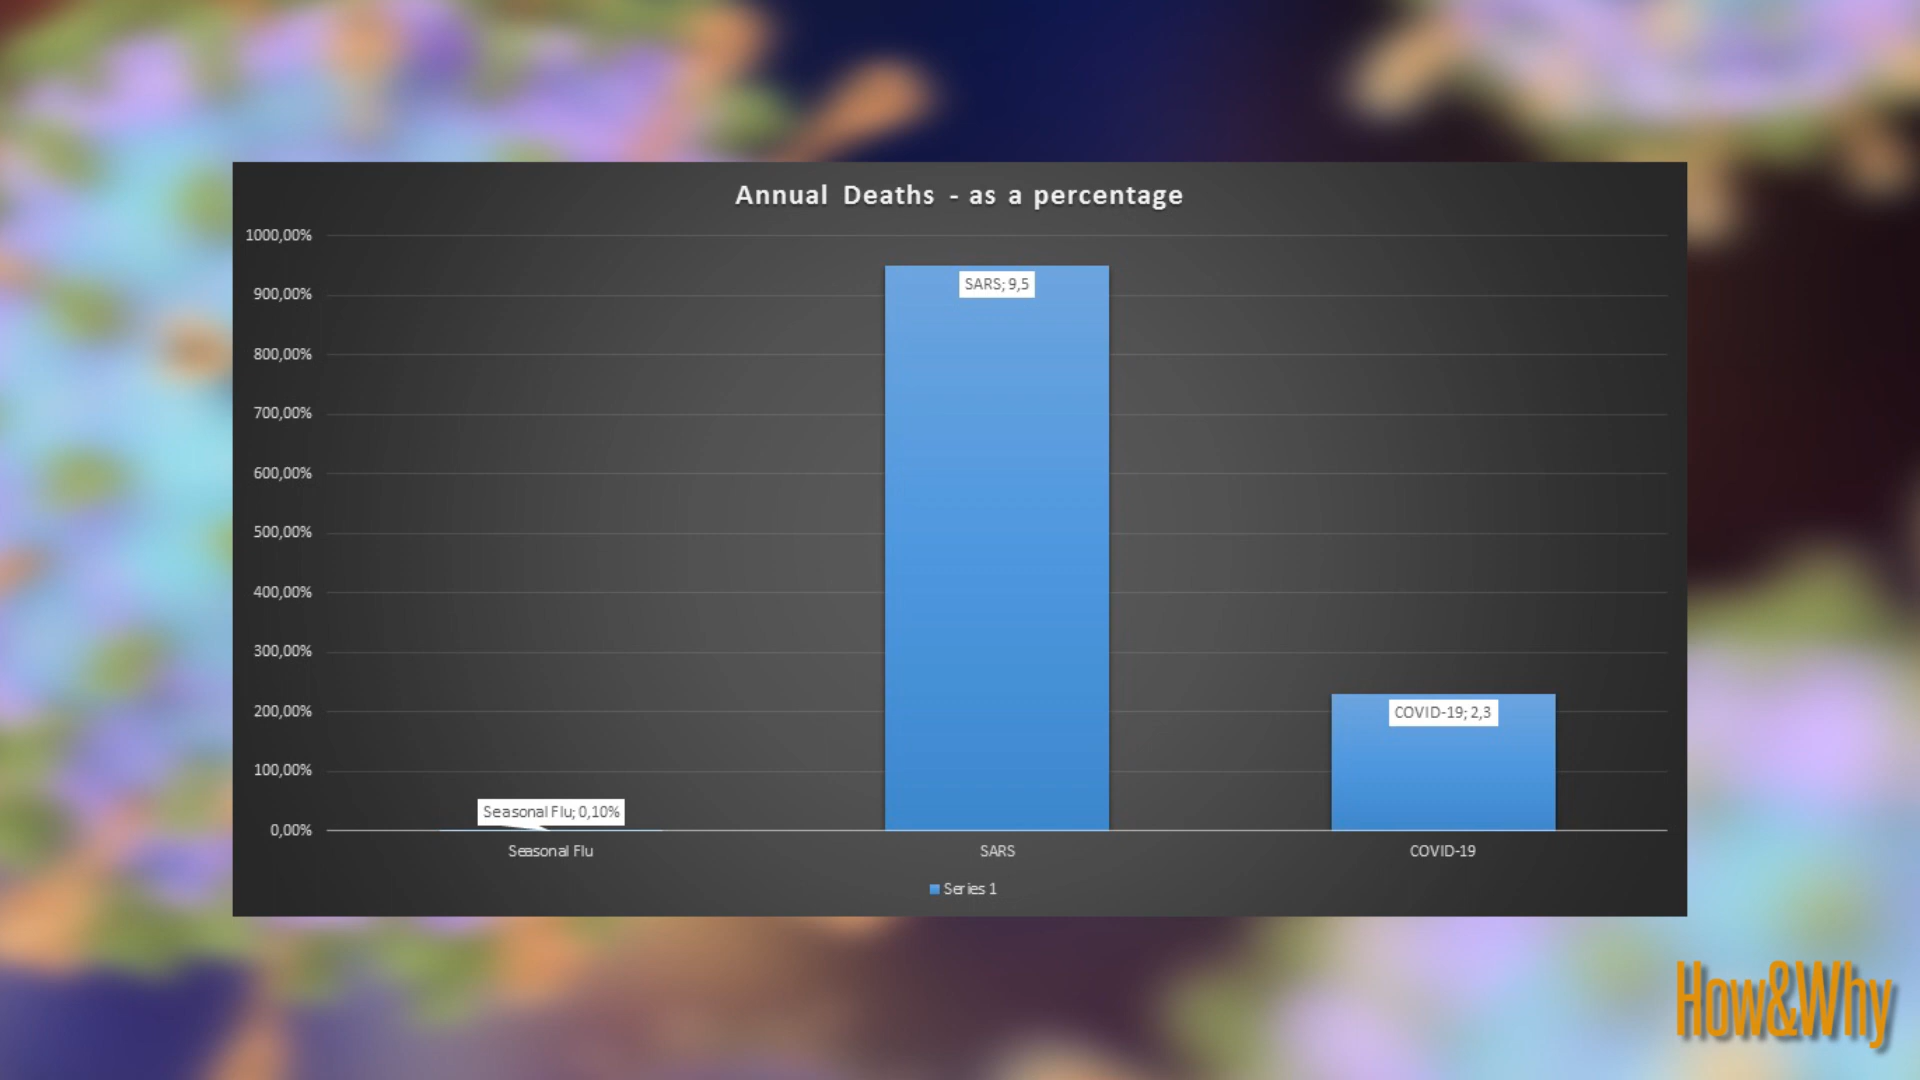 Annual Deaths - as a percentage
1000,00%
900,00%
800,00%
700,00%
600,00%
500,00%
400,00%
300,00%
200,00%
100,00%
0,00%
SARS; 9,5
COVID-19; 2,3
Seasonal Flu; 0,10%
Seasonal Flu
SARS
COVID-19
Series 1
How&Why